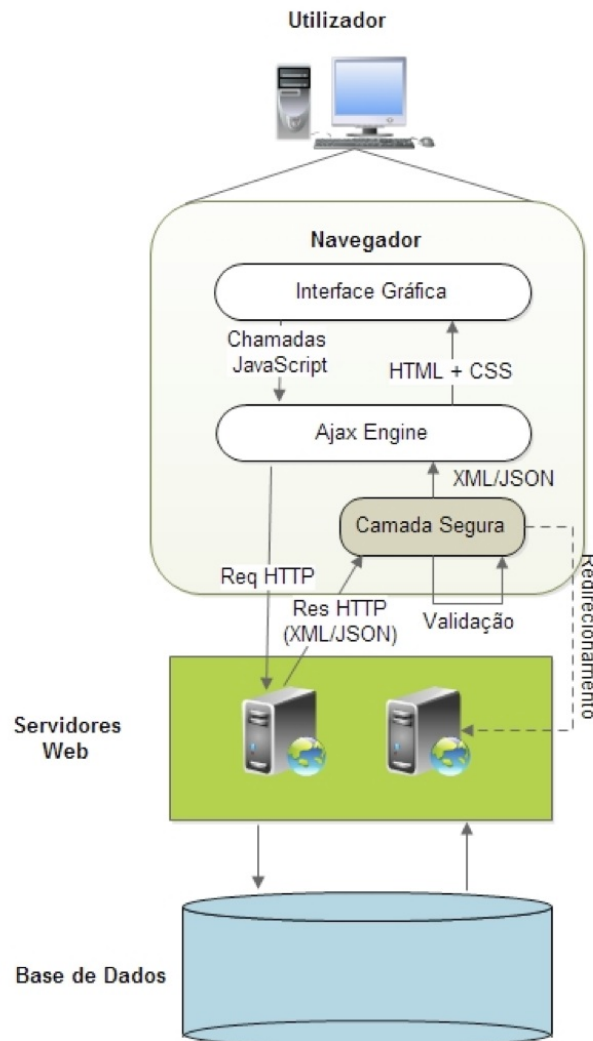 Utilizador
Navegador
Interface Gráfica
Chamadas
JavaScript
HTML + CSS
Ajax Engine
XML/JSON
Camada Segura
Req HTTP
Res HTTP
(XML/JSON)
Validação
Redirecionamento
Servidores
Web
Base de Dados